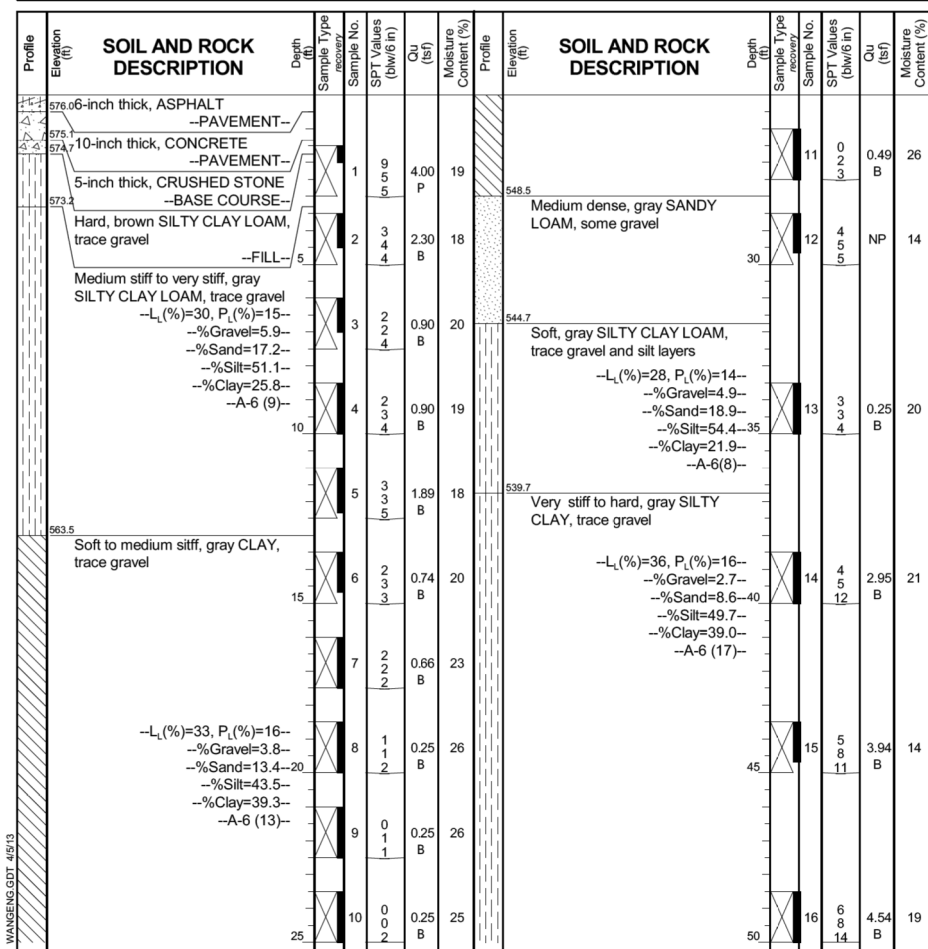 Profile
Elevation
(ft)
SOIL AND ROCK
DESCRIPTION
Depth
(ft)
Sample Type
recovery
Sample No.
SPT Values
(blw/6 in)
Qu
(tsf)
Moisture
Content (%)
576.0 6-inch thick, ASPHALT
--PAVEMENT--
575.1
10-inch thick, CONCRETE
574.7
--PAVEMENT--
1 9 5 5 4.00 P 19
5-inch thick, CRUSHED STONE
--BASE COURSE--
573.2
Hard, brown SILTY CLAY LOAM,
trace gravel
2 3 4 4 2.30 B 18
--FILL-- 5
Medium stiff to very stiff, gray
SILTY CLAY LOAM, trace gravel
--LL(%)=30, PL(%)=15--
--%Gravel=5.9--
3 2 2 4 0.90 B 20
--%Sand=17.2--
--%Silt=51.1--
--%Clay=25.8--
--A-6 (9)--
4 2 3 4 0.90 B 19
10
5 3 3 5 1.89 B 18
563.5
Soft to medium sitff, gray CLAY,
trace gravel
6 2 3 3 0.74 B 20
15
7 2 2 2 0.66 B 23
--LL(%)=33, PL(%)=16--
--%Gravel=3.8--
8 1 1 2 0.25 B 26
--%Sand=13.4-- 20
--%Silt=43.5--
--%Clay=39.3--
--A-6 (13)--
9 0 1 1 0.25 B 26
10 0 0 2 0.25 B 25
25
Profile
Elevation
(ft)
SOIL AND ROCK
DESCRIPTION
Depth
(ft)
Sample Type
recovery
Sample No.
SPT Values
(blw/6 in)
Qu
(tsf)
Moisture
Content (%)
11 0 2 3 0.49 B 26
548.5
Medium dense, gray SANDY
LOAM, some gravel
12 4 5 5 NP 14
30
544.7
Soft, gray SILTY CLAY LOAM,
trace gravel and silt layers
--LL(%)=28, PL(%)=14--
--%Gravel=4.9--
--%Sand=18.9--
13 3 3 4 0.25 B 20
--%Silt=54.4-- 35
--%Clay=21.9--
--A-6(8)--
539.7
Very stiff to hard, gray SILTY
CLAY, trace gravel
--LL(%)=36, PL(%)=16--
--%Gravel=2.7--
14 4 5 12 2.95 B 21
--%Sand=8.6-- 40
--%Silt=49.7--
--%Clay=39.0--
--A-6 (17)--
15 5 8 11 3.94 B 14
45
16 6 8 14 4.54 B 19
50
WANGENG.GDT 4/5/13